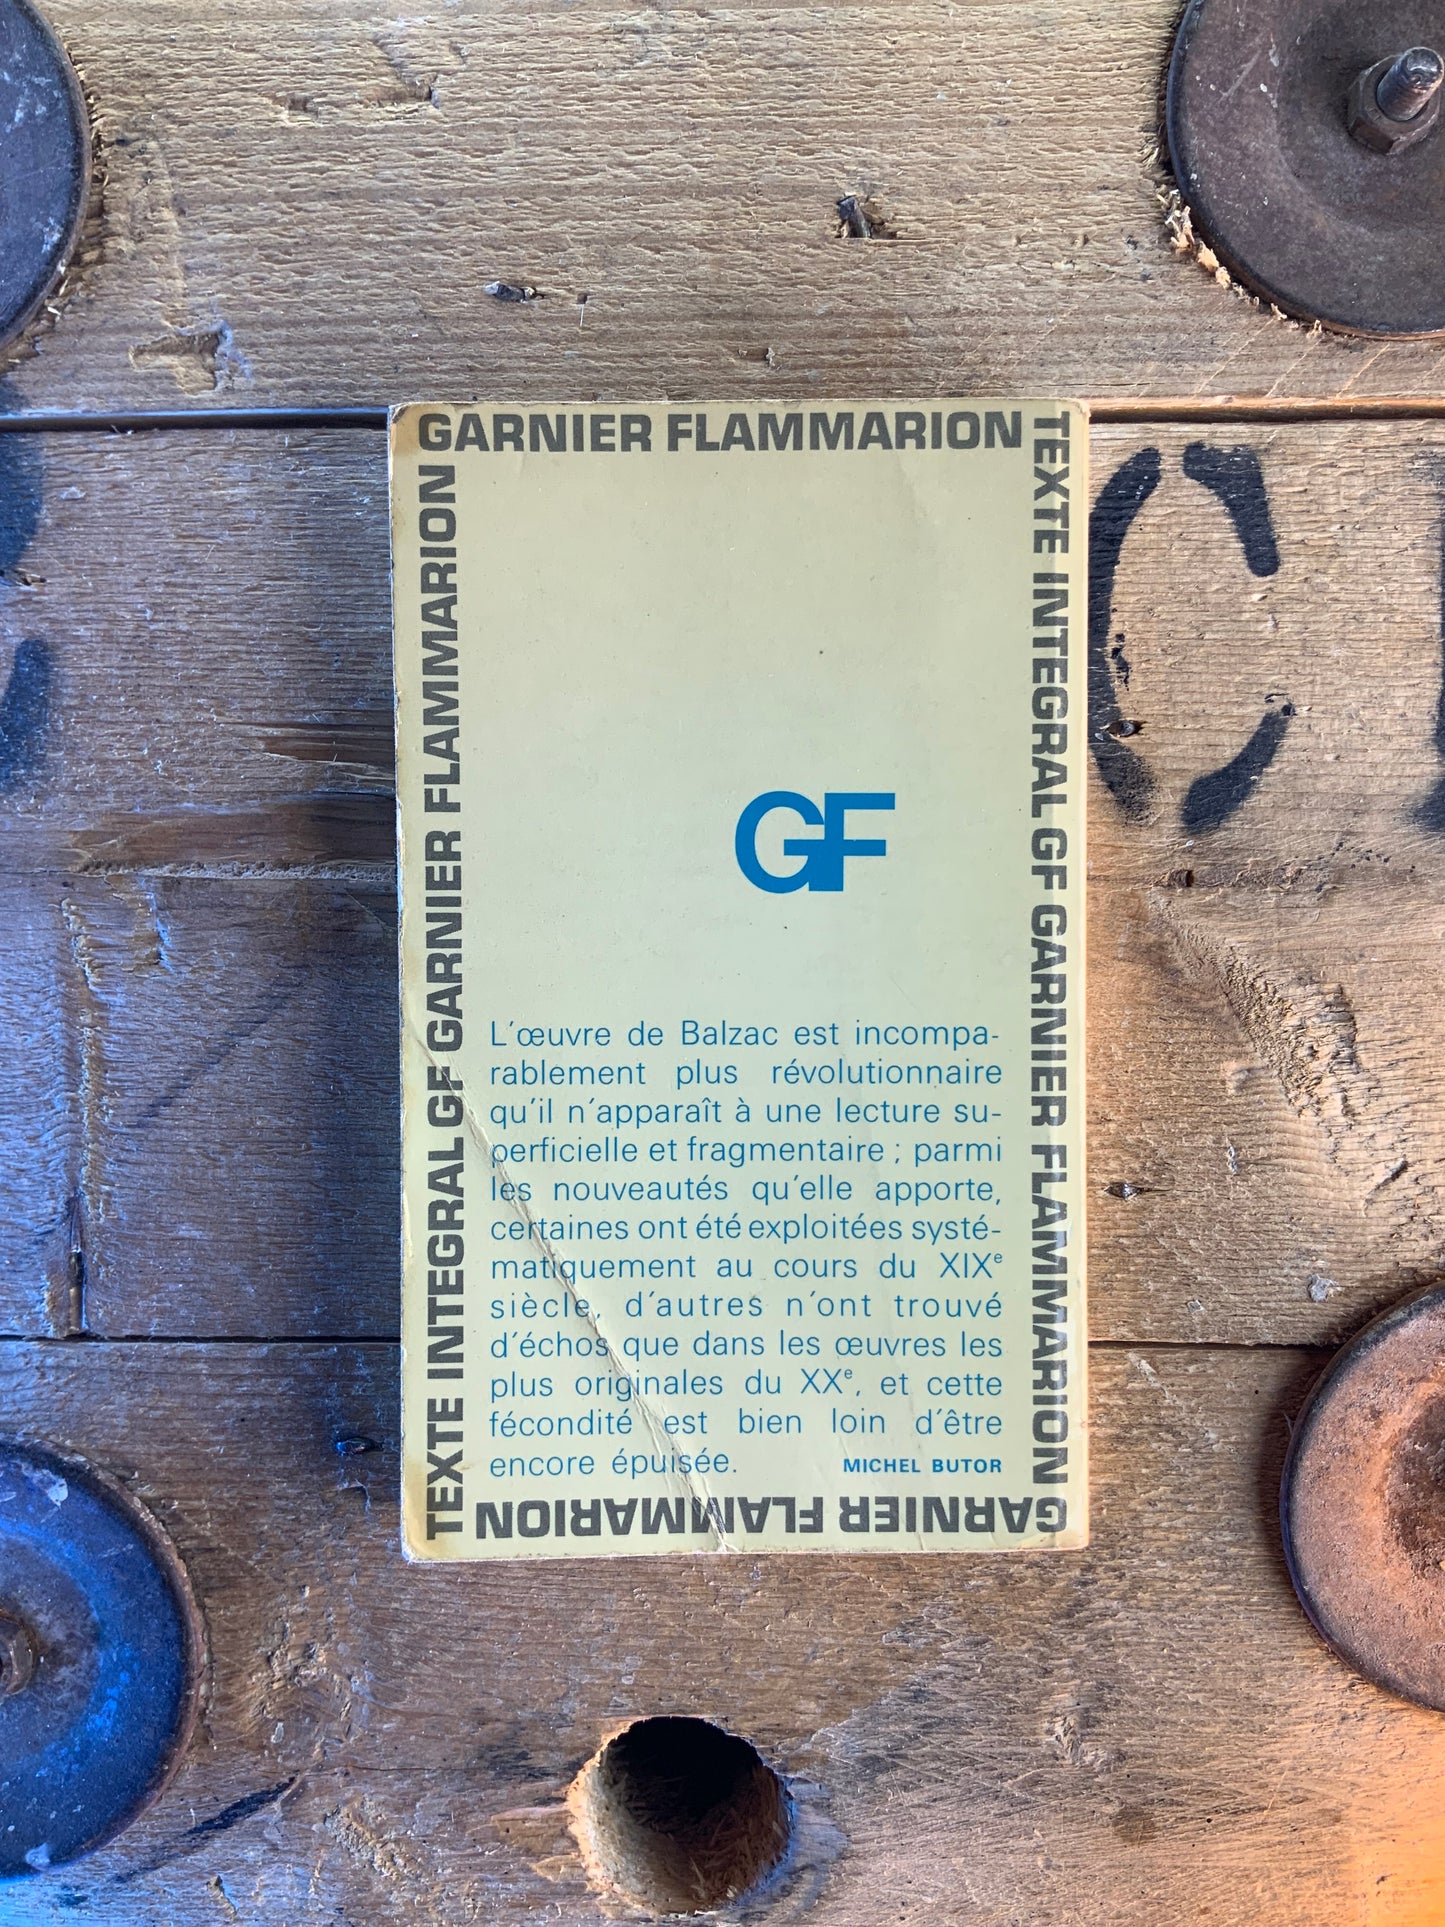 GARNIER FLAMMARION
TEXTE INTEGRAL GF GARNIER FLAMMARION
TEXTE INTEGRAL GF GARNIER FLAMMARION
GF
L'œuvre de Balzac est incompa-
rablement plus révolutionnaire
qu'il n'apparaît à une lecture su-
perficielle et fragmentaire ; parmi
les nouveautés qu'elle apporte,
certaines ont été exploitées systé-
matiquement au cours du XIXe
siècle, d'autres n'ont trouvé
d'échos que dans les œuvres les
plus originales du XXe, et cette
fécondité est bien loin d'être
encore épuisée. MICHEL BUTOR
GARNIER FLAMMARION
C